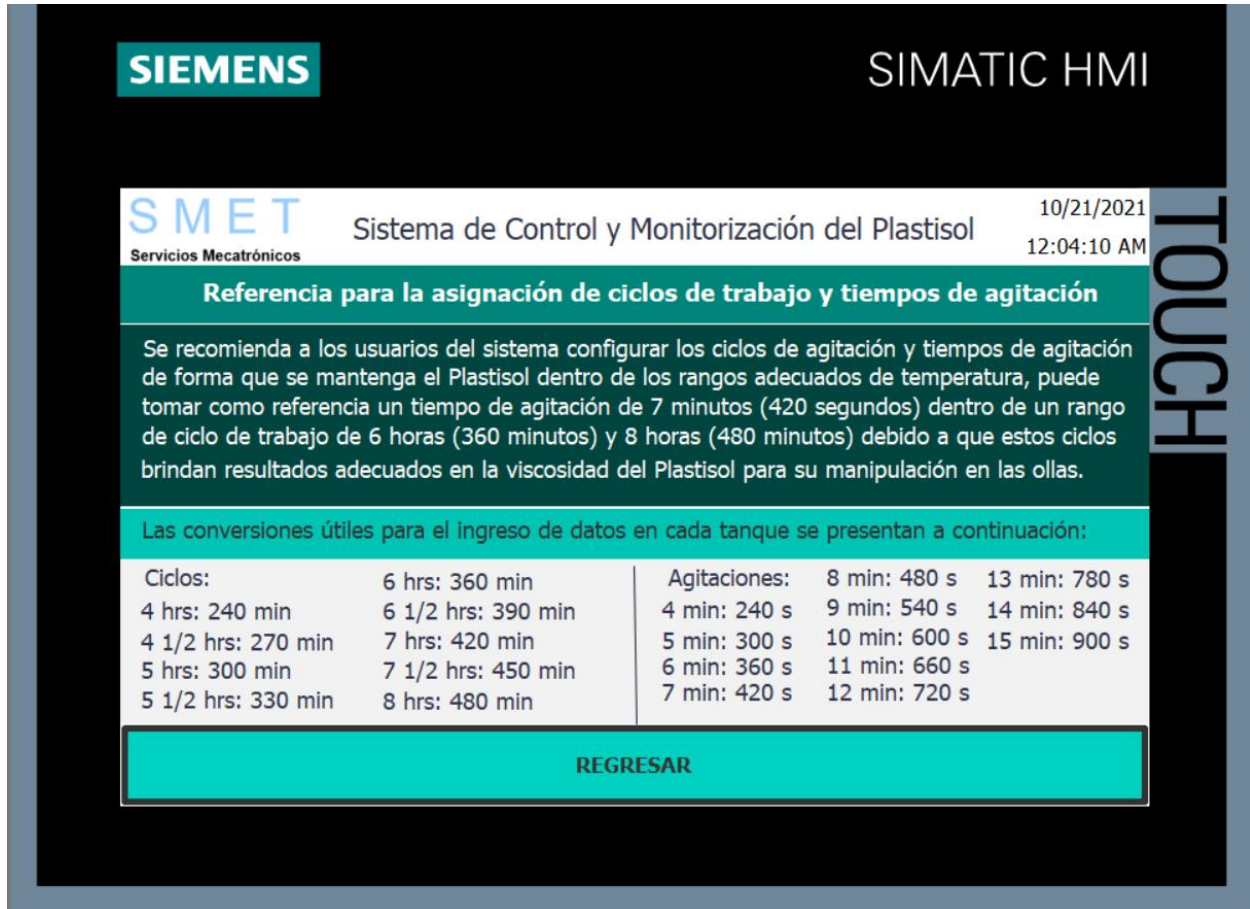 SIEMENS
SIMATIC HMI
TOUCH
SMET
Servicios Mecatrónicos
Sistema de Control y Monitorización del Plastisol
10/21/2021
12:04:10 AM
Referencia para la asignación de ciclos de trabajo y tiempos de agitación
Se recomienda a los usuarios del sistema configurar los ciclos de agitación y tiempos de agitación
de forma que se mantenga el Plastisol dentro de los rangos adecuados de temperatura, puede
tomar como referencia un tiempo de agitación de 7 minutos (420 segundos) dentro de un rango
de ciclo de trabajo de 6 horas (360 minutos) y 8 horas (480 minutos) debido a que estos ciclos
brindan resultados adecuados en la viscosidad del Plastisol para su manipulación en las ollas.
Las conversiones útiles para el ingreso de datos en cada tanque se presentan a continuación:
Ciclos:
4 hrs: 240 min
4 1/2 hrs: 270 min
5 hrs: 300 min
5 1/2 hrs: 330 min
6 hrs: 360 min
6 1/2 hrs: 390 min
7 hrs: 420 min
7 1/2 hrs: 450 min
8 hrs: 480 min
Agitaciones:
4 min: 240 s
5 min: 300 s
6 min: 360 s
7 min: 420 s
8 min: 480 s
9 min: 540 s
10 min: 600 s
11 min: 660 s
12 min: 720 s
13 min: 780 s
14 min: 840 s
15 min: 900 s
REGRESAR